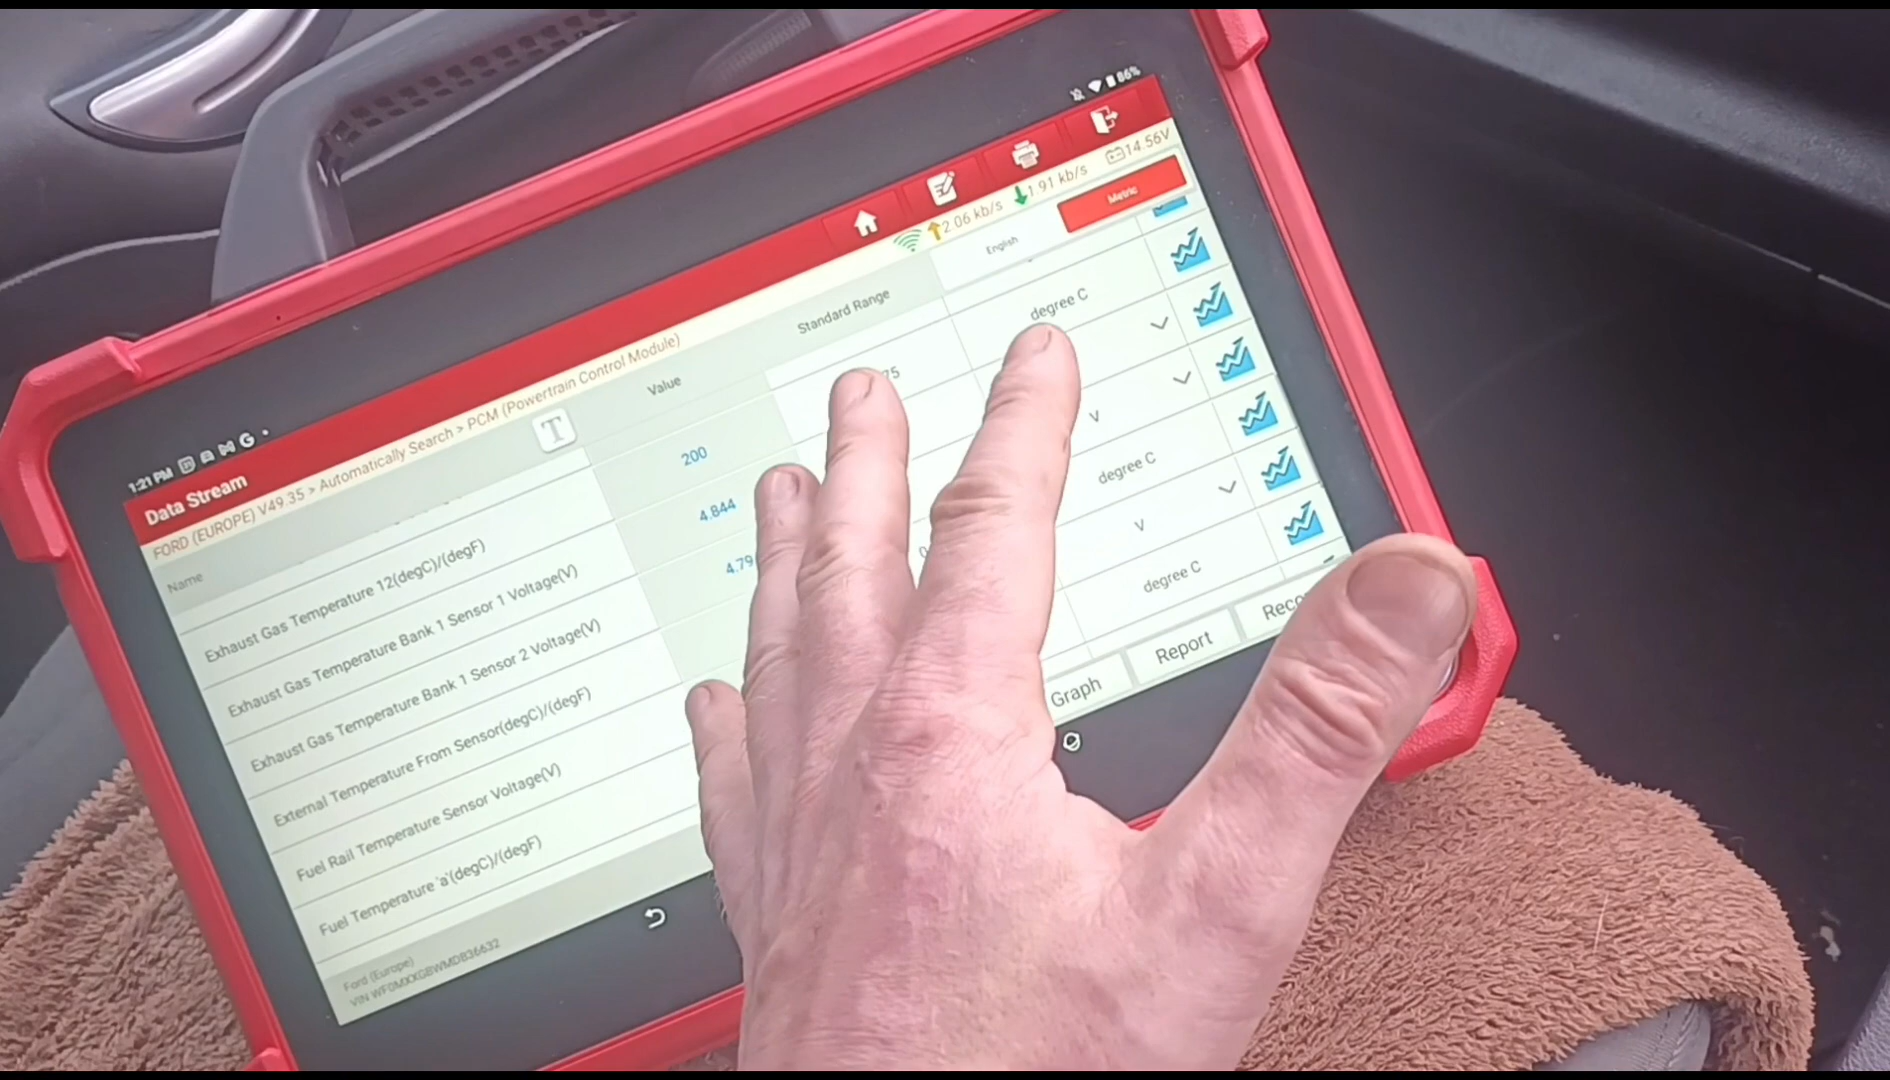 1:21 PM
86%
Data Stream
FORD (EUROPE) V49.35 > Automatically Search > PCM (Powertrain Control Module)
2.06 kb/s 1.91 kb/s 14.56V
Name
T
Value
Standard Range
English
Metric
Exhaust Gas Temperature 12(degC)/(degF) 200 degree C
Exhaust Gas Temperature Bank 1 Sensor 1 Voltage(V) 4.844 V
Exhaust Gas Temperature Bank 1 Sensor 2 Voltage(V) 4.79
External Temperature From Sensor(degC)/(degF) degree C
Fuel Rail Temperature Sensor Voltage(V) V
Fuel Temperature 'a'(degC)/(degF) degree C
Graph
Report
Ford (Europe)